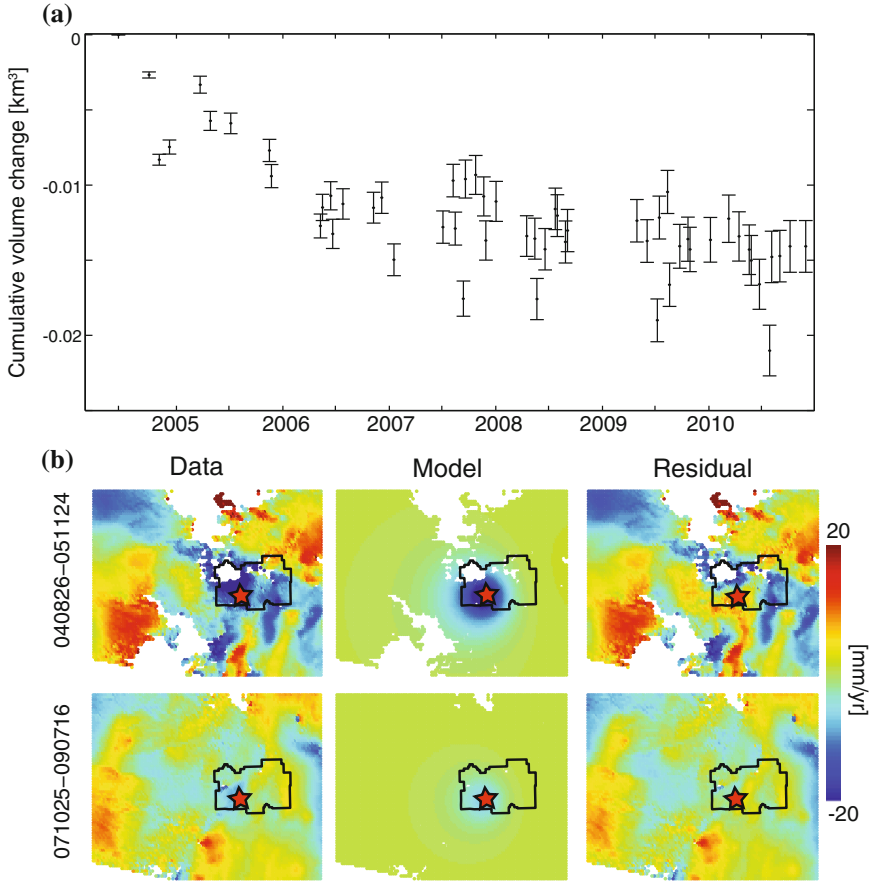 (a)
Cumulative volume change [km³]
0
-0.01
-0.02
2005 2006 2007 2008 2009 2010
(b)
Data Model Residual
040826–051124
071025–090716
20
[mm/yr]
-20